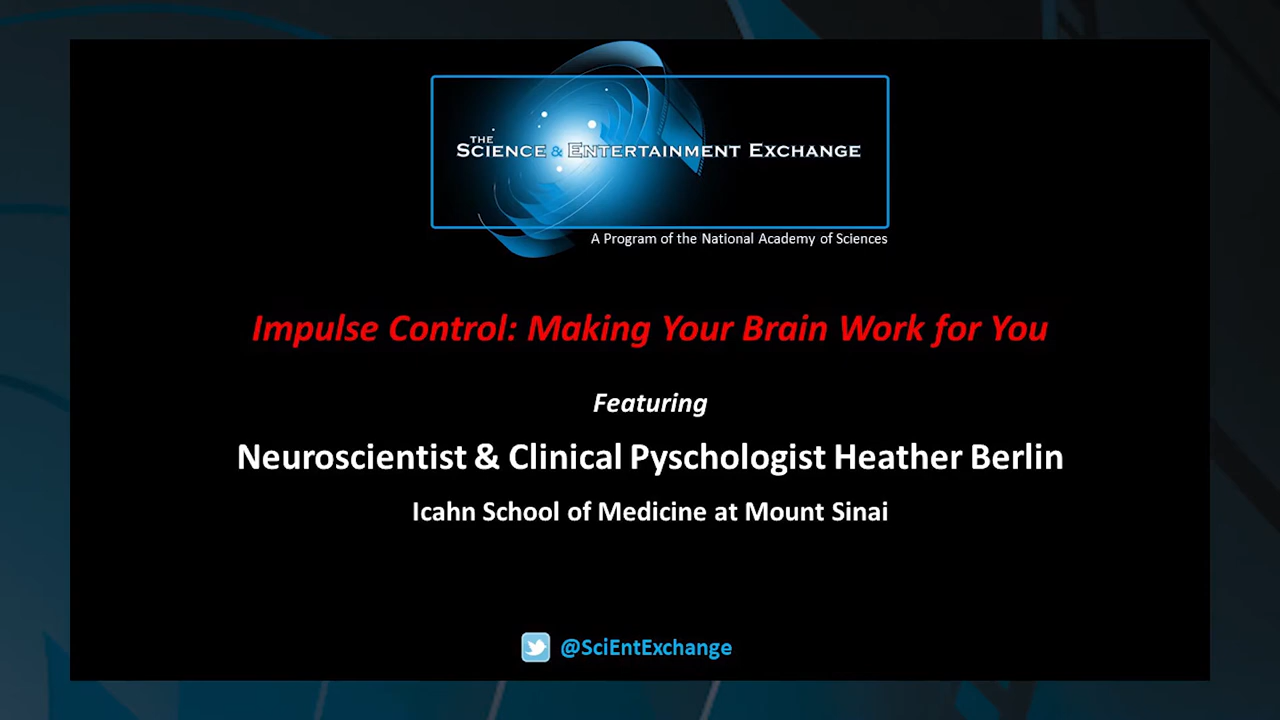 THE
SCIENCE & ENTERTAINMENT EXCHANGE
A Program of the National Academy of Sciences
Impulse Control: Making Your Brain Work for You
Featuring
Neuroscientist & Clinical Pyschologist Heather Berlin
Icahn School of Medicine at Mount Sinai
@SciEntExchange